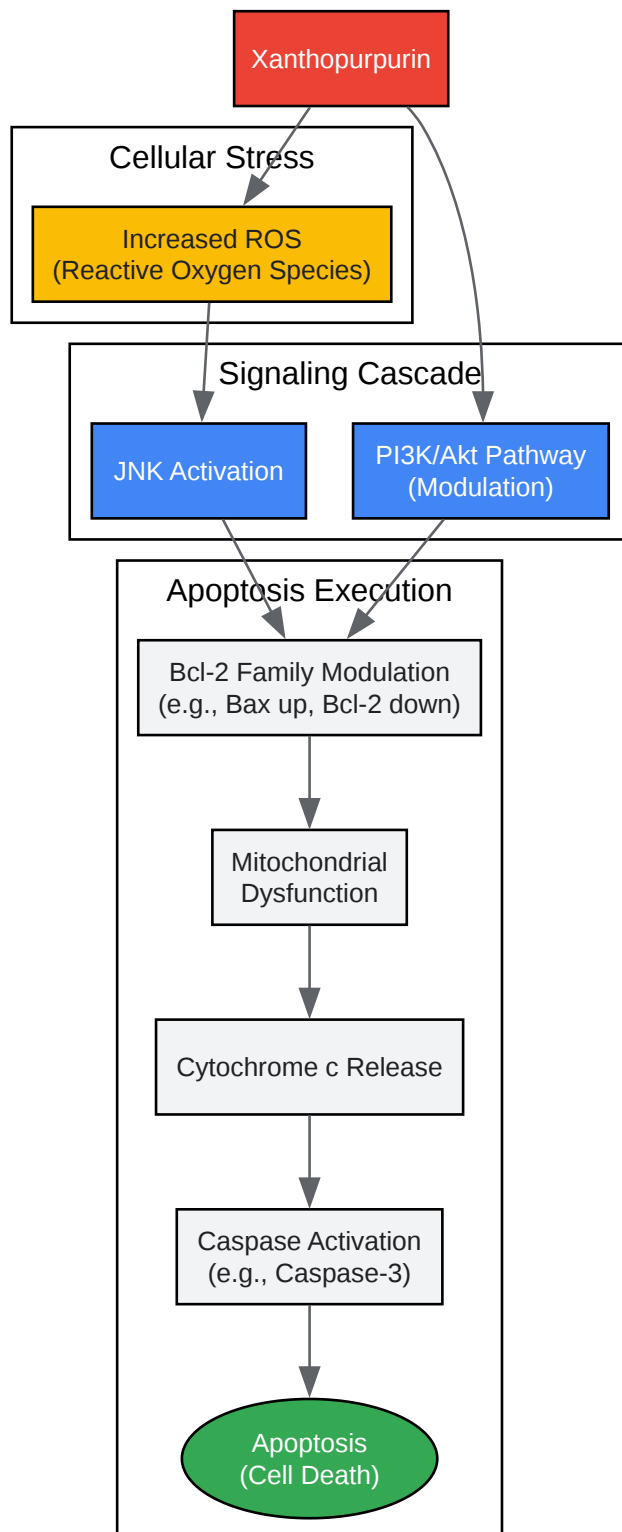 Xanthopurpurin
Cellular Stress
Increased ROS
(Reactive Oxygen Species)
Signaling Cascade
JNK Activation
PI3K/Akt Pathway
(Modulation)
Apoptosis Execution
Bcl-2 Family Modulation
(e.g., Bax up, Bcl-2 down)
Mitochondrial
Dysfunction
Cytochrome c Release
Caspase Activation
(e.g., Caspase-3)
Apoptosis
(Cell Death)